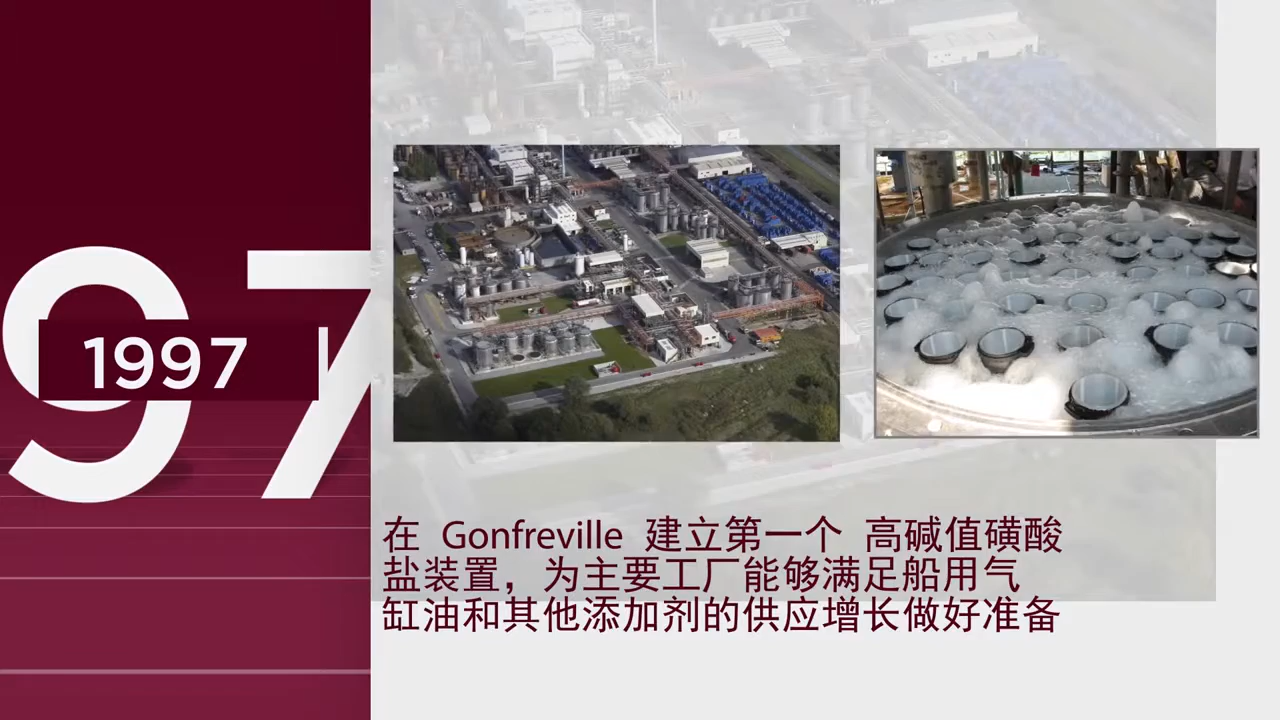 97
1997
在 Gonfreville 建立第一个 高碱值磺酸
盐装置，为主要工厂能够满足船用气
缸油和其他添加剂的供应增长做好准备